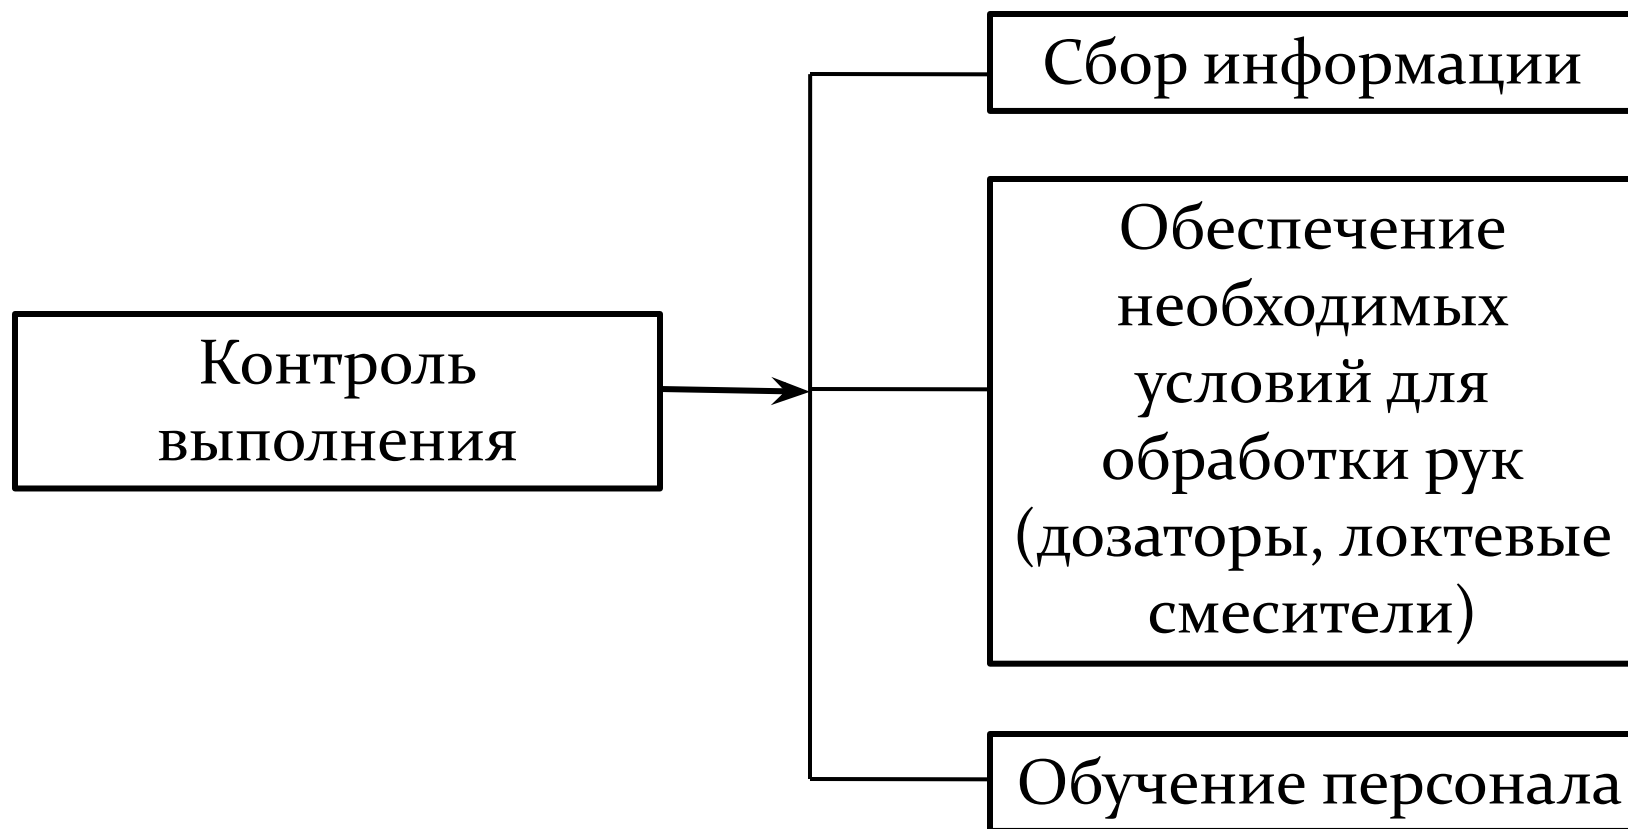 Сбор информации
Обеспечение
необходимых
условий для
обработки рук
(дозаторы, локтевые
смесители)
Контроль
выполнения
Обучение персонала